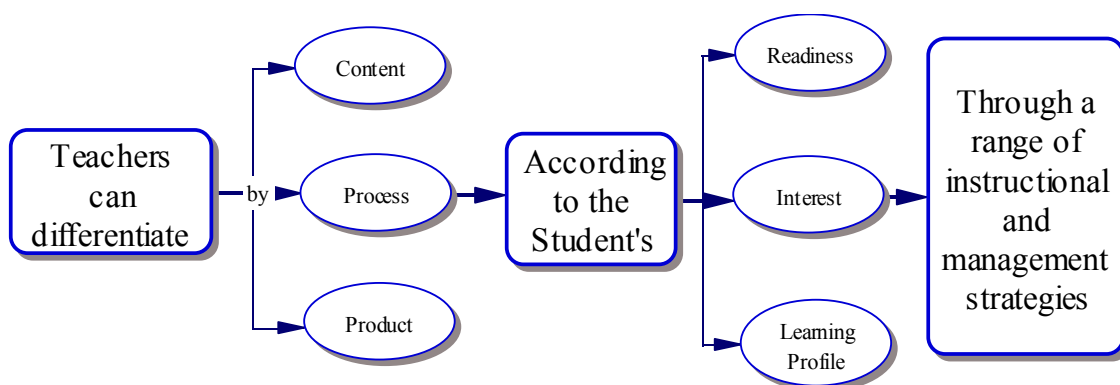 Teachers
can
differentiate
by
Content
Process
Product
According
to the
Student's
Readiness
Interest
Learning
Profile
Through a
range of
instructional
and
management
strategies